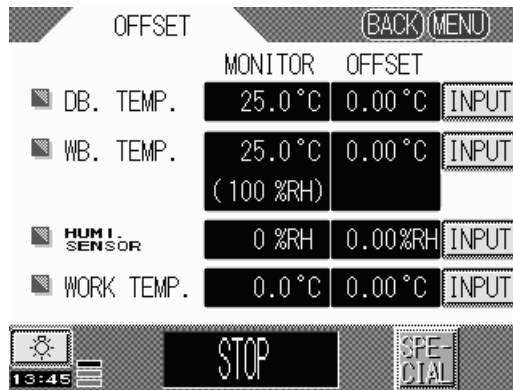 OFFSET (BACK) (MENU)
MONITOR OFFSET
DB. TEMP. 25.0°C 0.00°C INPUT
WB. TEMP. 25.0°C 0.00°C INPUT
(100 %RH)
HUMI. SENSOR 0 %RH 0.00%RH INPUT
WORK TEMP. 0.0°C 0.00°C INPUT
13:45 STOP SPE-
CIAL